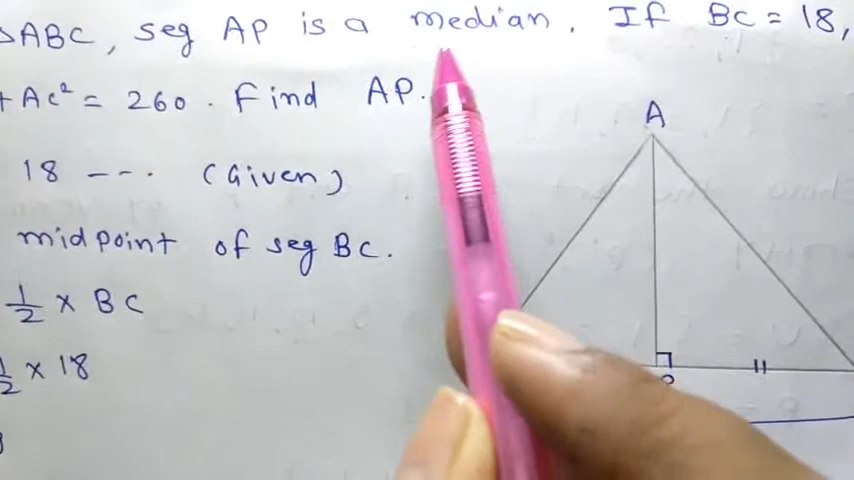 △ABC, seg AP is a median. If BC = 18,
+ AC² = 260. Find AP.
18 ---. (Given)
midpoint of seg BC.
1/2 × BC
1/2 × 18
A